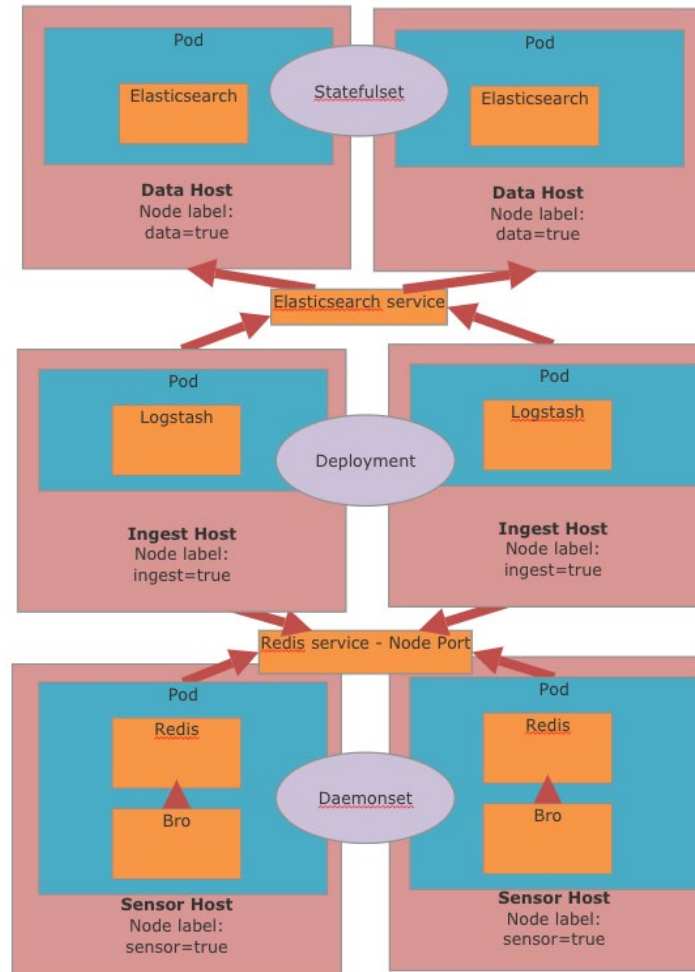 Pod
Elasticsearch
Data Host
Node label:
data=true
Statefulset
Pod
Elasticsearch
Data Host
Node label:
data=true
Elasticsearch service
Pod
Logstash
Ingest Host
Node label:
ingest=true
Deployment
Pod
Logstash
Ingest Host
Node label:
ingest=true
Redis service - Node Port
Pod
Redis
Bro
Sensor Host
Node label:
sensor=true
Daemonset
Pod
Redis
Bro
Sensor Host
Node label:
sensor=true